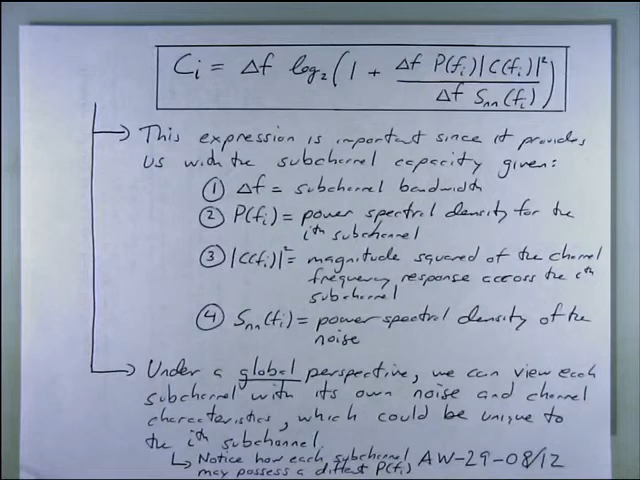 Ci = Δf log₂(1 + Δf P(fi)|C(fi)|² / Δf Snn(fi))
→ This expression is important since it provides
us with the subchannel capacity given:
① Δf = subchannel bandwidth
② P(fi) = power spectral density for the
ith subchannel
③ |C(fi)|² = magnitude squared of the channel
frequency response across the ith
subchannel
④ Snn(fi) = power spectral density of the
noise
→ Under a global perspective, we can view each
subchannel with its own noise and channel
characteristics, which could be unique to
the ith subchannel.
↳ Notice how each subchannel
may possess a different P(fi)
AW-29-08/12